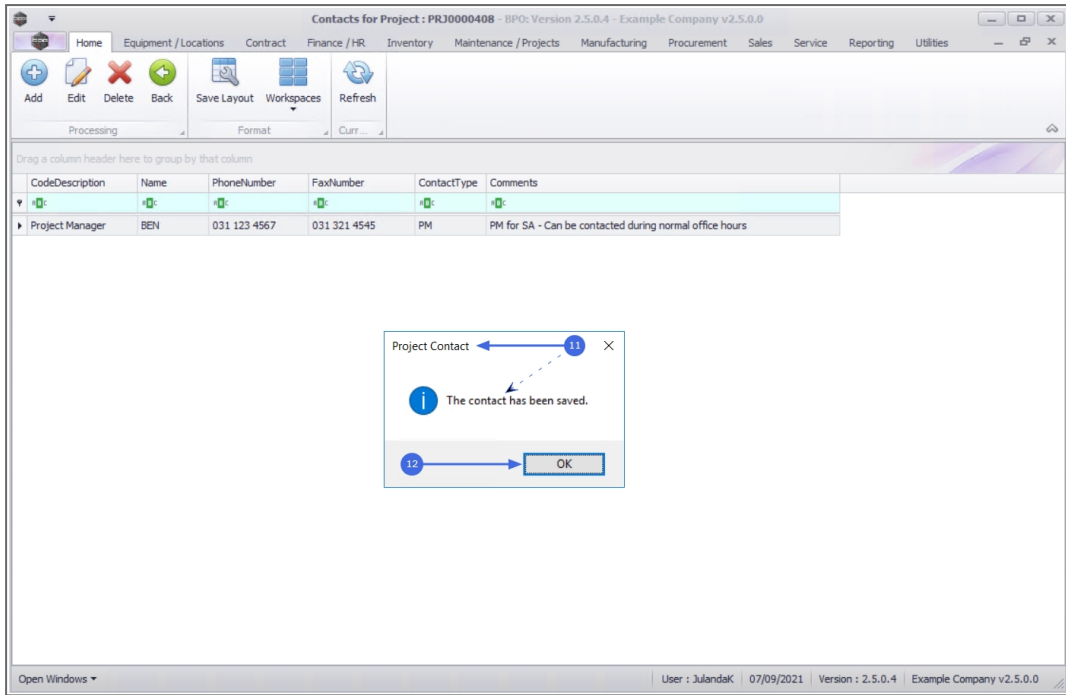 Contacts for Project : PRJ0000408 - BPO: Version 2.5.0.4 - Example Company v2.5.0.0
Home Equipment / Locations Contract Finance / HR Inventory Maintenance / Projects Manufacturing Procurement Sales Service Reporting Utilities
Add Edit Delete Back Save Layout Workspaces Refresh
Processing Format Curr...
Drag a column header here to group by that column
CodeDescription Name PhoneNumber FaxNumber ContactType Comments
Project Manager BEN 031 123 4567 031 321 4545 PM PM for SA - Can be contacted during normal office hours
Project Contact 11
The contact has been saved.
12 OK
Open Windows User : JulandaK 07/09/2021 Version : 2.5.0.4 Example Company v2.5.0.0